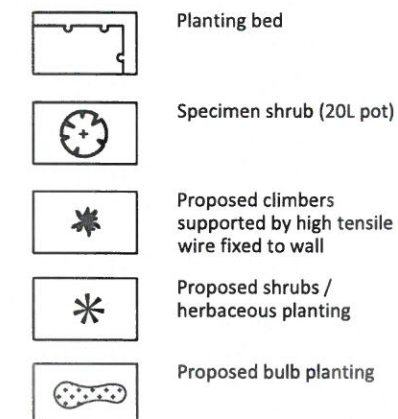 Planting bed
Specimen shrub (20L pot)
Proposed climbers
supported by high tensile
wire fixed to wall
Proposed shrubs /
herbaceous planting
Proposed bulb planting